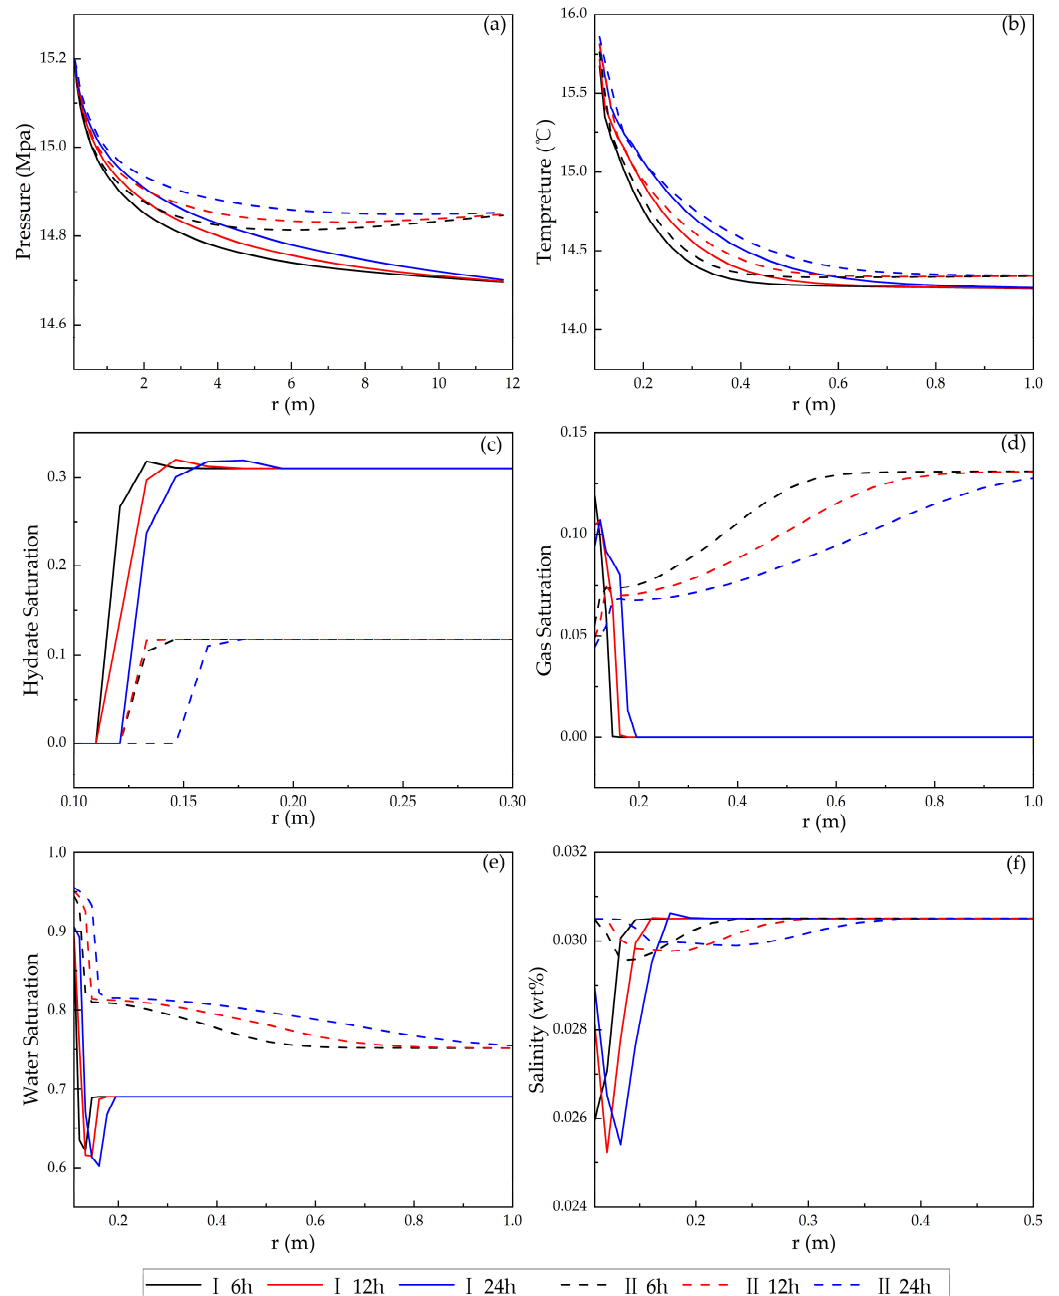 (a)
15.2
15.0
14.8
14.6
Pressure (Mpa)
2 4 6 8 10 12
r (m)
(b)
16.0
15.5
15.0
14.5
14.0
Tempreture (℃)
0.2 0.4 0.6 0.8 1.0
r (m)
(c)
0.3
0.2
0.1
0.0
Hydrate Saturation
0.10 0.15 0.20 0.25 0.30
r (m)
(d)
0.15
0.10
0.05
0.00
Gas Saturation
0.2 0.4 0.6 0.8 1.0
r (m)
(e)
1.0
0.9
0.8
0.7
0.6
Water Saturation
0.2 0.4 0.6 0.8 1.0
r (m)
(f)
0.032
0.030
0.028
0.026
0.024
Salinity (wt%)
0.2 0.3 0.4 0.5
r (m)
Ⅰ 6h Ⅰ 12h Ⅰ 24h Ⅱ 6h Ⅱ 12h Ⅱ 24h